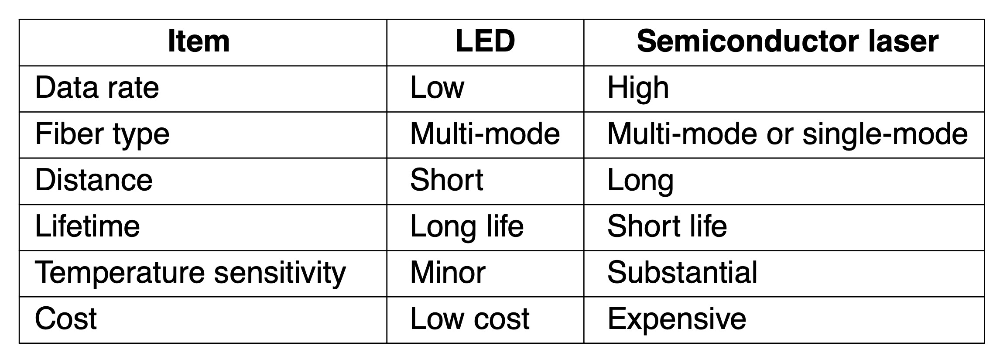 Item LED Semiconductor laser
Data rate Low High
Fiber type Multi-mode Multi-mode or single-mode
Distance Short Long
Lifetime Long life Short life
Temperature sensitivity Minor Substantial
Cost Low cost Expensive